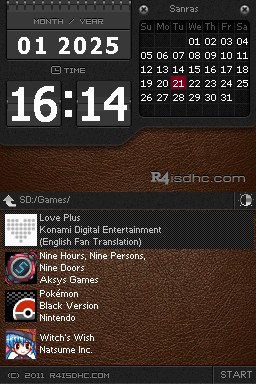 MONTH / YEAR
01 2025
TIME
16:14
Sanras
Su Mo Tu We Th Fr Sa
01 02 03 04
05 06 07 08 09 10 11
12 13 14 15 16 17 18
19 20 21 22 23 24 25
26 27 28 29 30 31
R4isdhc.com
SD:/Games/
Love Plus
Konami Digital Entertainment
(English Fan Translation)
Nine Hours, Nine Persons,
Nine Doors
Aksys Games
Pokémon
Black Version
Nintendo
Witch's Wish
Natsume Inc.
(C) 2011 R4ISDHC.COM
START